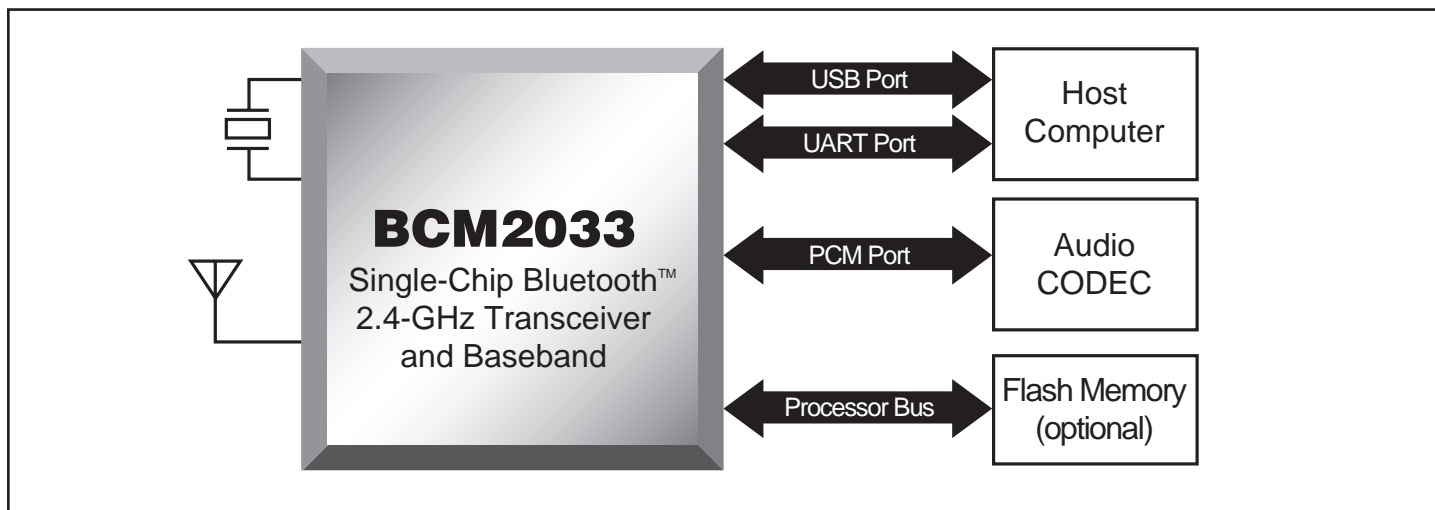 BCM2033
Single-Chip Bluetooth™
2.4-GHz Transceiver
and Baseband
USB Port
UART Port
PCM Port
Processor Bus
Host
Computer
Audio
CODEC
Flash Memory
(optional)